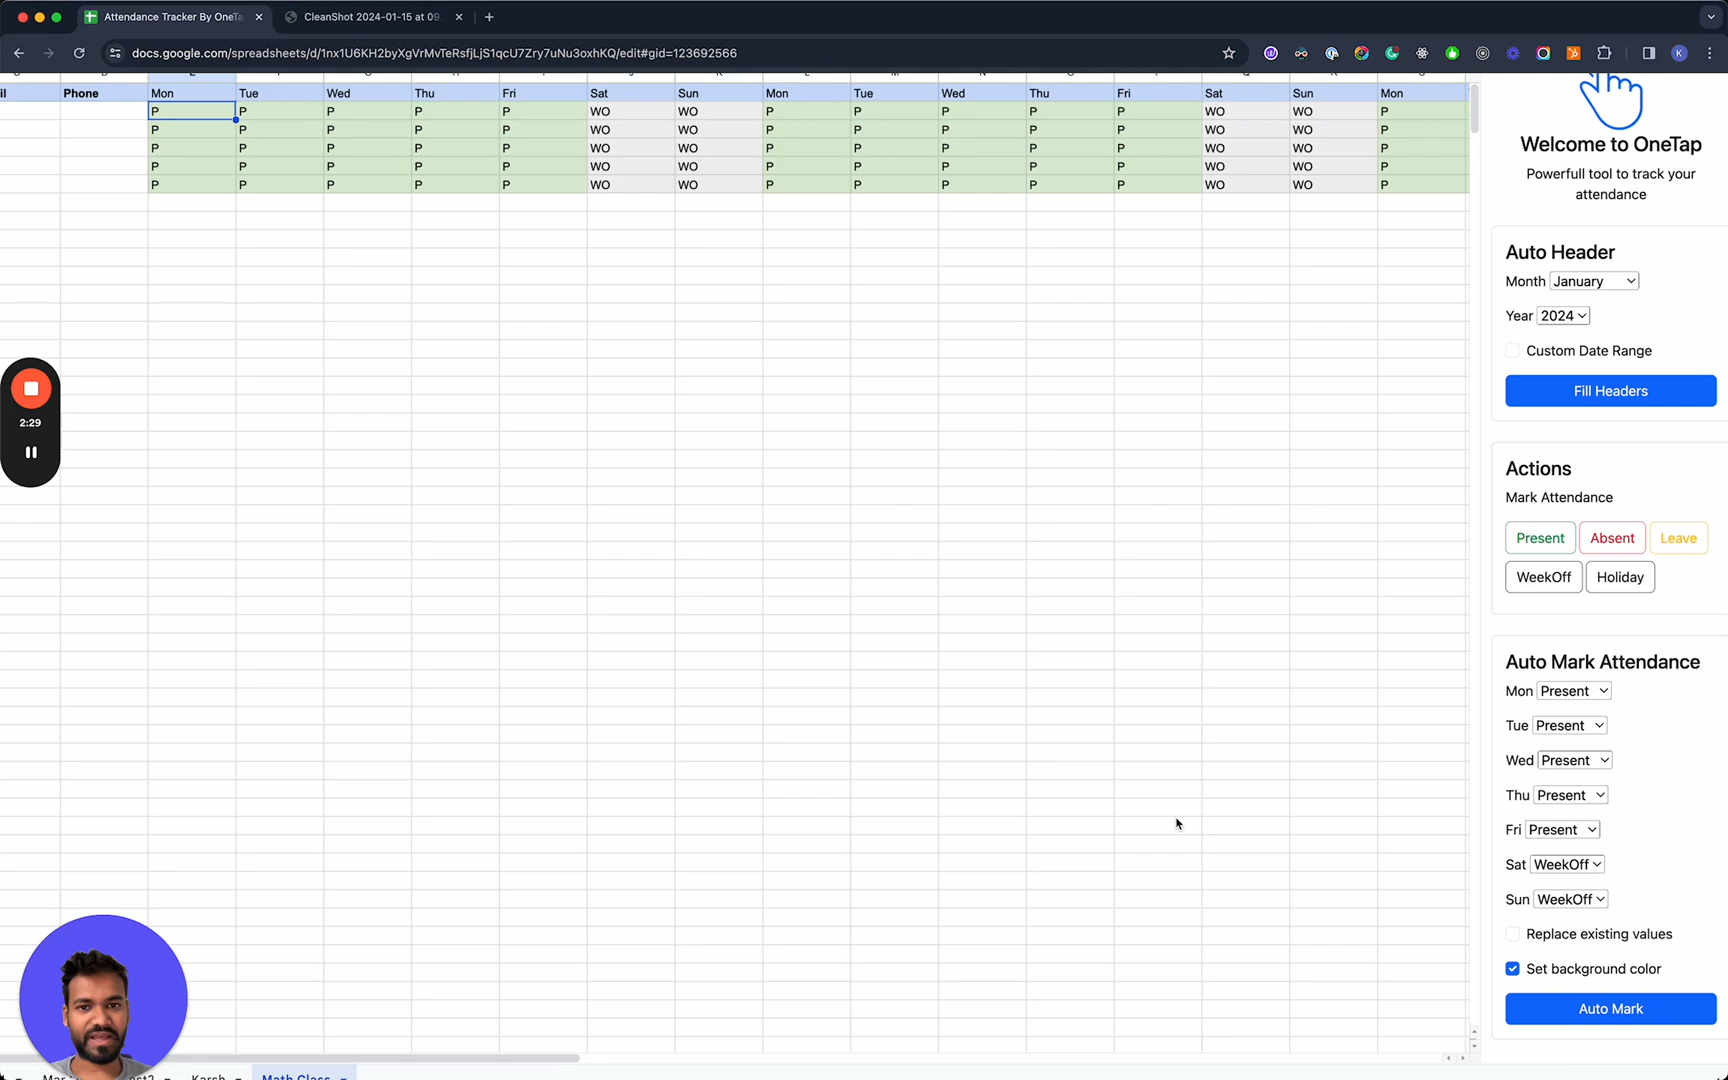 Attendance Tracker By OneTa
CleanShot 2024-01-15 at 09.
docs.google.com/spreadsheets/d/1nx1U6KH2byXgVrMvTeRsfjLjS1qcU7Zry7uNu3oxhKQ/edit#gid=123692566
K
il Phone Mon Tue Wed Thu Fri Sat Sun Mon Tue Wed Thu Fri Sat Sun Mon
P P P P P WO WO P P P P P WO WO P
P P P P P WO WO P P P P P WO WO P
P P P P P WO WO P P P P P WO WO P
P P P P P WO WO P P P P P WO WO P
P P P P P WO WO P P P P P WO WO P
2:29
Karsh
Math Class
Welcome to OneTap
Powerfull tool to track your
attendance
Auto Header
Month January
Year 2024
Custom Date Range
Fill Headers
Actions
Mark Attendance
Present Absent Leave
WeekOff Holiday
Auto Mark Attendance
Mon Present
Tue Present
Wed Present
Thu Present
Fri Present
Sat WeekOff
Sun WeekOff
Replace existing values
Set background color
Auto Mark